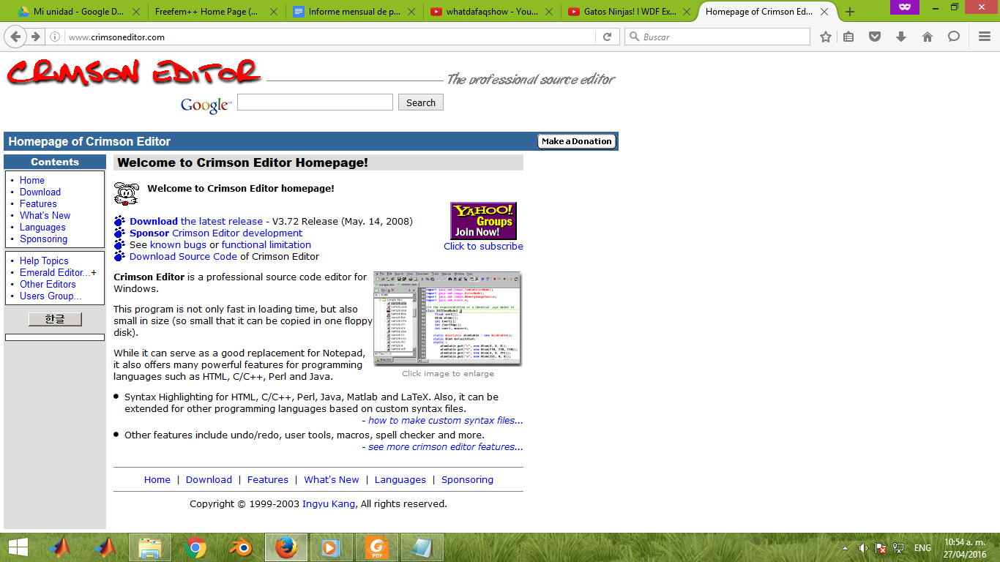 Mi unidad - Google D...
Freefem++ Home Page (...
Informe mensual de p...
whatdafaqshow - You...
Gatos Ninjas! I WDF Ex...
Homepage of Crimson Ed...
www.crimsoneditor.com
Buscar
CRIMSON EDITOR
The professional source editor
Google™
Search
Homepage of Crimson Editor
Make a Donation
Contents
Home
Download
Features
What's New
Languages
Sponsoring
Help Topics
Emerald Editor...+
Other Editors
Users Group...
한글
Welcome to Crimson Editor Homepage!
Welcome to Crimson Editor homepage!
Download the latest release - V3.72 Release (May. 14, 2008)
Sponsor Crimson Editor development
See known bugs or functional limitation
Download Source Code of Crimson Editor
YAHOO!
Groups
Join Now!
Click to subscribe
Crimson Editor is a professional source code editor for
Windows.
This program is not only fast in loading time, but also
small in size (so small that it can be copied in one floppy
disk).
While it can serve as a good replacement for Notepad,
it also offers many powerful features for programming
languages such as HTML, C/C++, Perl and Java.
Click image to enlarge
• Syntax Highlighting for HTML, C/C++, Perl, Java, Matlab and LaTeX. Also, it can be
extended for other programming languages based on custom syntax files.
- how to make custom syntax files...
• Other features include undo/redo, user tools, macros, spell checker and more.
- see more crimson editor features...
Home | Download | Features | What's New | Languages | Sponsoring
Copyright © 1999-2003 Ingyu Kang, All rights reserved.
PDF
ENG
10:54 a. m.
27/04/2016